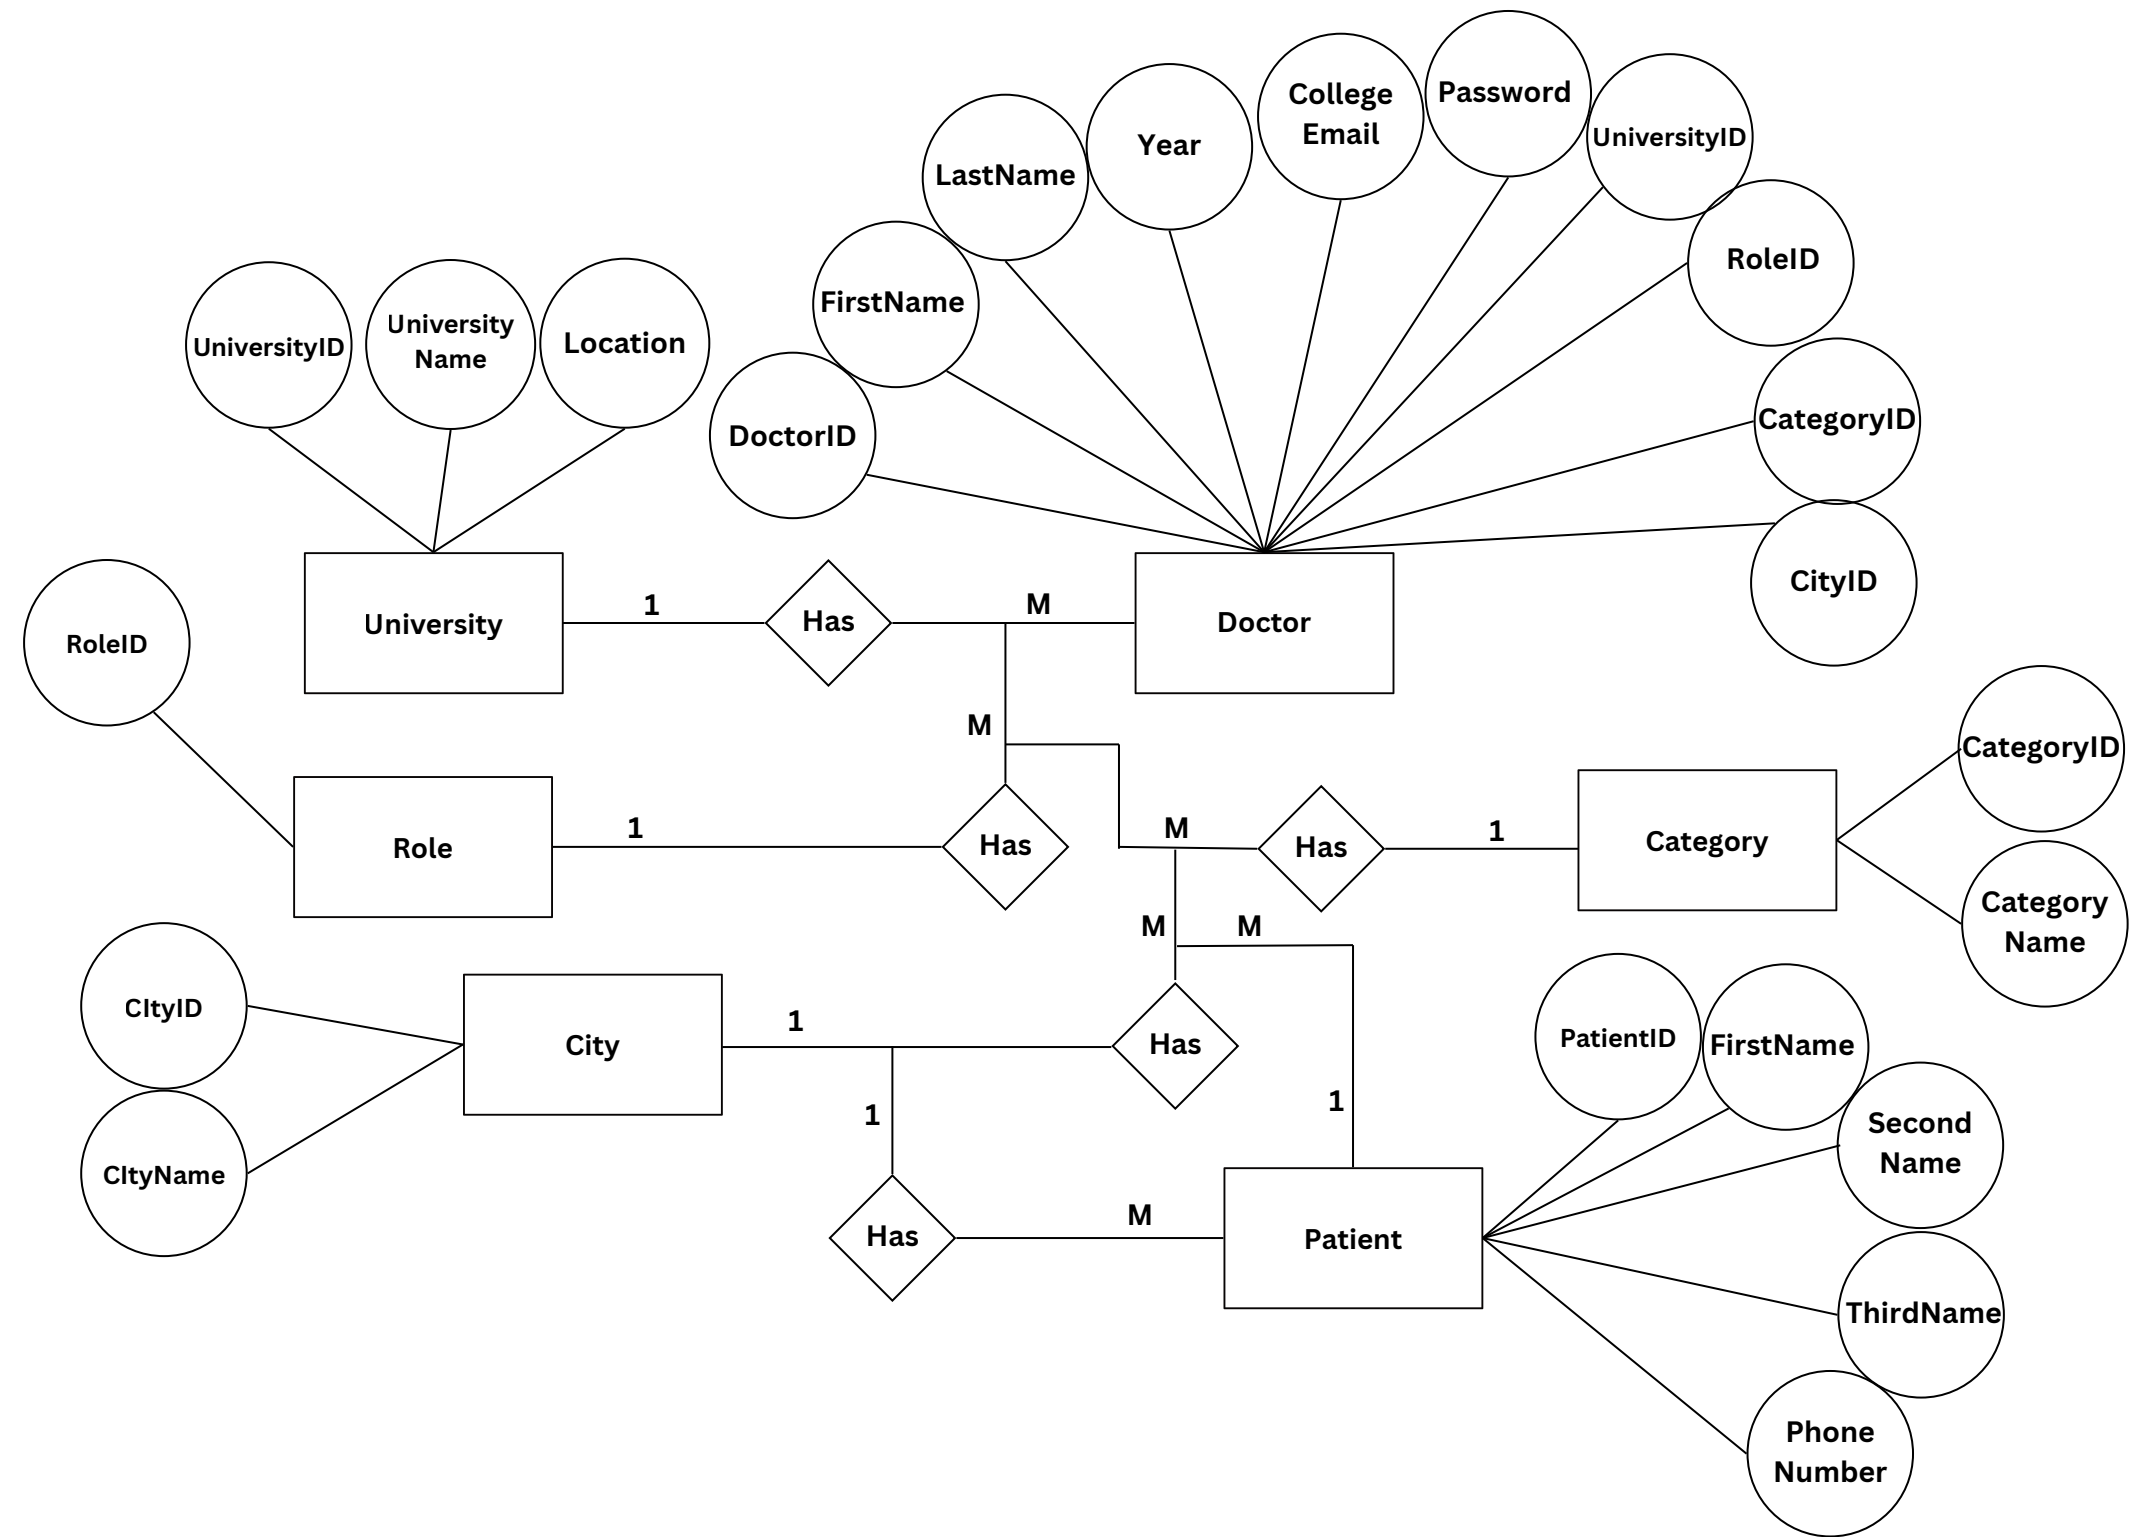 Password
College
Email
UniversityID
Year
LastName
RoleID
FirstName
University
Name
Location
UniversityID
CategoryID
DoctorID
CityID
1
M
Has
Doctor
University
RoleID
M
CategoryID
1
M
1
Category
Has
Has
Role
Category
Name
M
M
CItyID
1
City
Has
PatientID
FirstName
1
1
Second
Name
CItyName
M
Has
Patient
ThirdName
Phone
Number